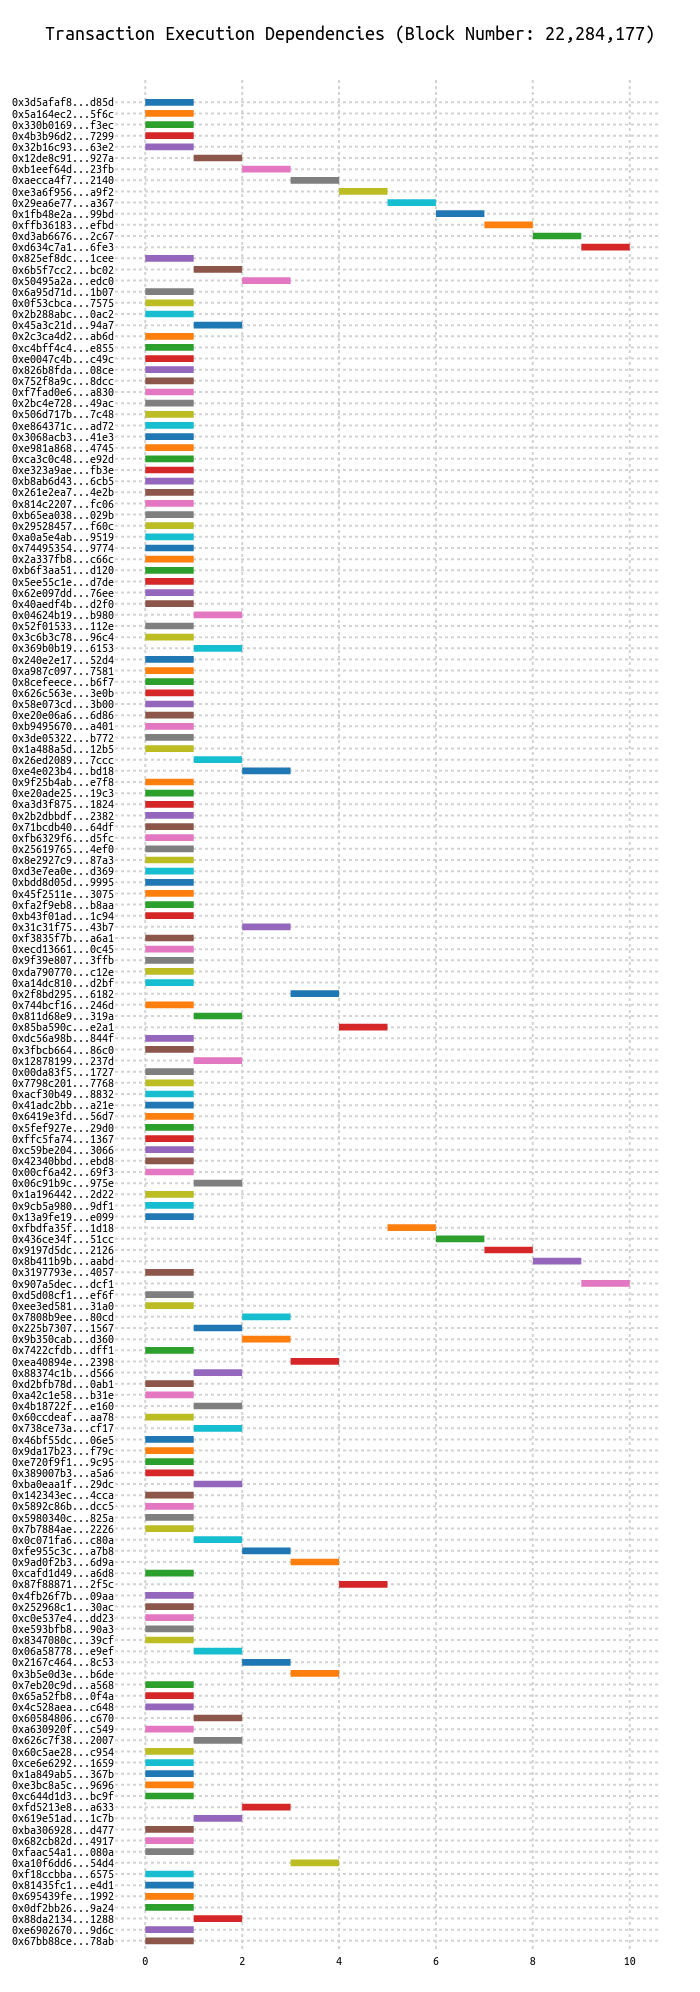 Transaction Execution Dependencies (Block Number: 22,284,177)
0x3d5afaf8...d85d
0x5a164ec2...5f6c
0x330b0169...f3ec
0x4b3b96d2...7299
0x32b16c93...63e2
0x12de8c91...927a
0xb1eef64d...23fb
0xaecca4f7...2140
0xe3a6f956...a9f2
0x29ea6e77...a367
0x1fb48e2a...99bd
0xffb36183...efbd
0xd3ab6676...2c67
0xd634c7a1...6fe3
0x825ef8dc...1cee
0x6b5f7cc2...bc02
0x50495a2a...edc0
0x6a95d71d...1b07
0x0f53cbca...7575
0x2b288abc...0ac2
0x45a3c21d...94a7
0x2c3ca4d2...ab6d
0xc4bff4c4...e855
0xe0047c4b...c49c
0x826b8fda...08ce
0x752f8a9c...8dcc
0xf7fad0e6...a830
0x2bc4e728...49ac
0x506d717b...7c48
0xe864371c...ad72
0x3068acb3...41e3
0xe981a868...4745
0xca3c0c48...e92d
0xe323a9ae...fb3e
0xb8ab6d43...6cb5
0x261e2ea7...4e2b
0x814c2207...fc06
0xb65ea038...029b
0x29528457...f60c
0xa0a5e4ab...9519
0x74495354...9774
0x2a337fb8...c66c
0xb6f3aa51...d120
0x5ee55c1e...d7de
0x62e097dd...76ee
0x40aedf4b...d2f0
0x04624b19...b980
0x52f01533...112e
0x3c6b3c78...96c4
0x369b0b19...6153
0x240e2e17...52d4
0xa987c097...7581
0x8cefeece...b6f7
0x626c563e...3e0b
0x58e073cd...3b00
0xe20e06a6...6d86
0xb9495670...a401
0x3de05322...b772
0x1a488a5d...12b5
0x26ed2089...7ccc
0xe4e023b4...bd18
0x9f25b4ab...e7f8
0xe20ade25...19c3
0xa3d3f875...1824
0x2b2dbbdf...2382
0x71bcdb40...64df
0xfb6329f6...d5fc
0x25619765...4ef0
0x8e2927c9...87a3
0xd3e7ea0e...d369
0xbdd8d05d...9995
0x45f2511e...3075
0xfa2f9eb8...b8aa
0xb43f01ad...1c94
0x31c31f75...43b7
0xf3835f7b...a6a1
0xecd13661...0c45
0x9f39e807...3ffb
0xda790770...c12e
0xa14dc810...d2bf
0x2f8bd295...6182
0x744bcf16...246d
0x811d68e9...319a
0x85ba590c...e2a1
0xdc56a98b...844f
0x3fbcb664...86c0
0x12878199...237d
0x00da83f5...1727
0x7798c201...7768
0xacf30b49...8832
0x41adc2bb...a21e
0x6419e3fd...56d7
0x5fef927e...29d0
0xffc5fa74...1367
0xc59be204...3066
0x42340bbd...ebd8
0x00cf6a42...69f3
0x06c91b9c...975e
0x1a196442...2d22
0x9cb5a980...9df1
0x13a9fe19...e099
0xfbdfa35f...1d18
0x436ce34f...51cc
0x9197d5dc...2126
0x8b411b9b...aabd
0x3197793e...4057
0x907a5dec...dcf1
0xd5d08cf1...ef6f
0xee3ed581...31a0
0x7808b9ee...80cd
0x225b7307...1567
0x9b350cab...d360
0x7422cfdb...dff1
0xea40894e...2398
0x88374c1b...d566
0xd2bfb78d...0ab1
0xa42c1e58...b31e
0x4b18722f...e160
0x60ccdeaf...aa78
0x738ce73a...cf17
0x46bf55dc...06e5
0x9da17b23...f79c
0xe720f9f1...9c95
0x389007b3...a5a6
0xba0eaa1f...29dc
0x142343ec...4cca
0x5892c86b...dcc5
0x5980340c...825a
0x7b7884ae...2226
0x0c071fa6...c80a
0xfe955c3c...a7b8
0x9ad0f2b3...6d9a
0xcafd1d49...a6d8
0x87f88871...2f5c
0x4fb26f7b...09aa
0x252968c1...30ac
0xc0e537e4...dd23
0xe593bfb8...90a3
0x8347080c...39cf
0x06a58778...e9ef
0x2167c464...8c53
0x3b5e0d3e...b6de
0x7eb20c9d...a568
0x65a52fb8...0f4a
0x4c528aea...c648
0x60584806...c670
0xa630920f...c549
0x626c7f38...2007
0x60c5ae28...c954
0xce6e6292...1659
0x1a849ab5...367b
0xe3bc8a5c...9696
0xc644d1d3...bc9f
0xfd5213e8...a633
0x619e51ad...1c7b
0xba306928...d477
0x682cb82d...4917
0xfaac54a1...080a
0xa10f6dd6...54d4
0xf18ccbba...6575
0x81435fc1...e4d1
0x695439fe...1992
0x0df2bb26...9a24
0x88da2134...1288
0xe6902670...9d6c
0x67bb88ce...78ab
0 2 4 6 8 10